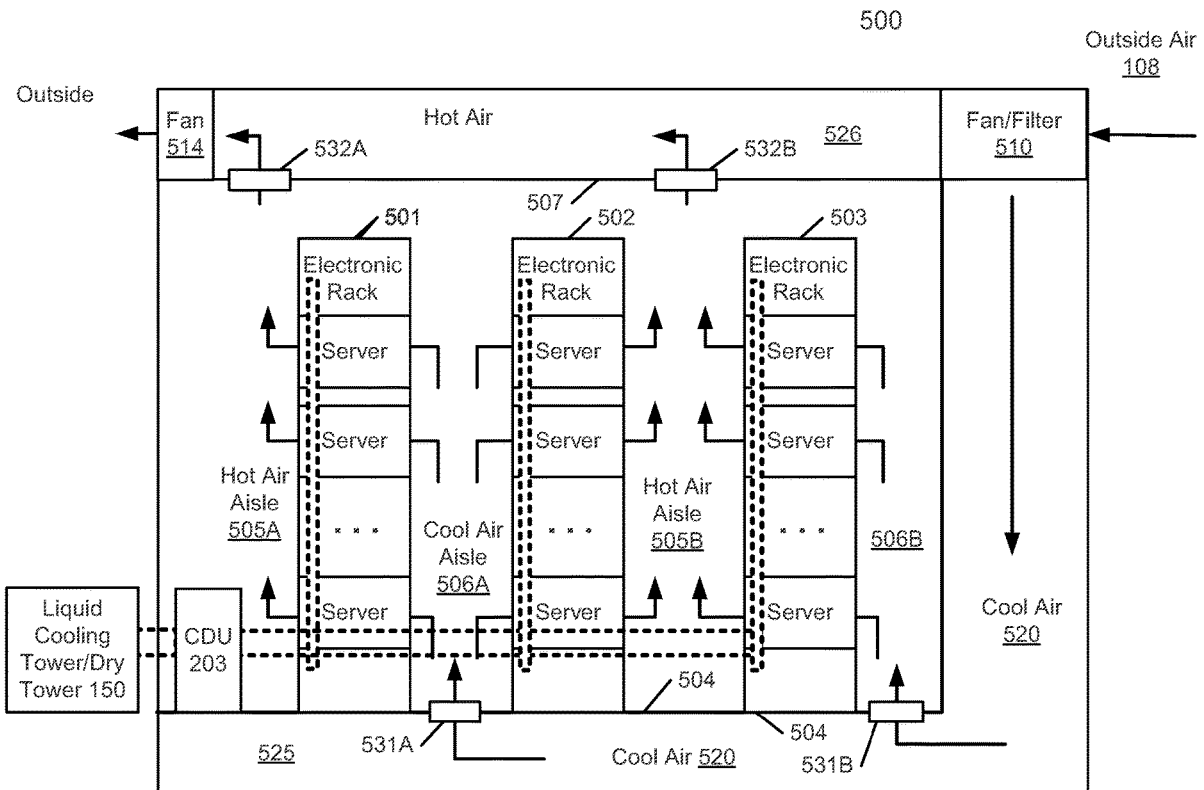 500
Outside Air
108
Outside
Fan
514
Hot Air
526
Fan/Filter
510
532A
532B
507
501
502
503
Electronic
Rack
Electronic
Rack
Electronic
Rack
Server
Server
Server
Server
Server
Server
Hot Air
Aisle
505A
Cool Air
Aisle
506A
Hot Air
Aisle
505B
506B
. . .
. . .
. . .
Server
Server
Server
Cool Air
520
Liquid
Cooling
Tower/Dry
Tower 150
CDU
203
504
504
525
531A
Cool Air 520
531B